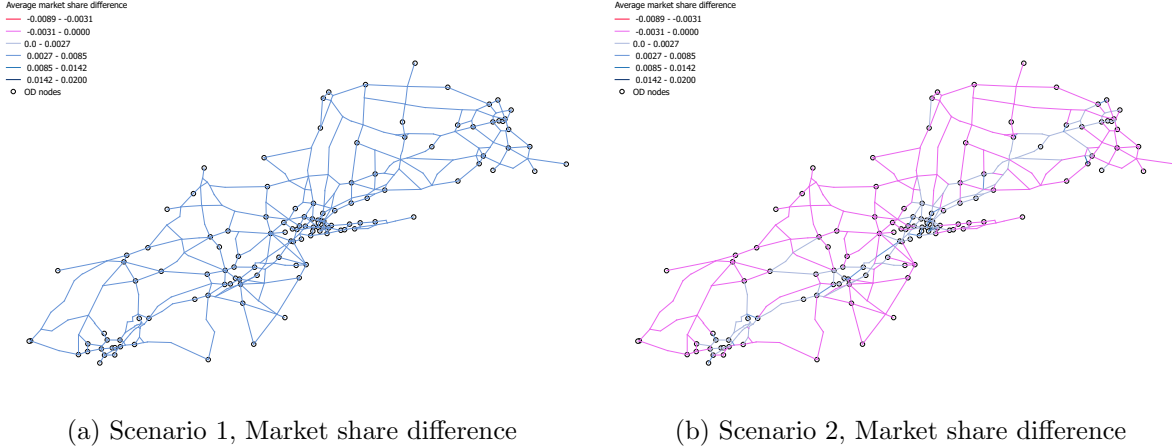 Average market share difference
-0.0089 - -0.0031
-0.0031 - 0.0000
0.0 - 0.0027
0.0027 - 0.0085
0.0085 - 0.0142
0.0142 - 0.0200
OD nodes
Average market share difference
-0.0089 - -0.0031
-0.0031 - 0.0000
0.0 - 0.0027
0.0027 - 0.0085
0.0085 - 0.0142
0.0142 - 0.0200
OD nodes
(a) Scenario 1, Market share difference
(b) Scenario 2, Market share difference